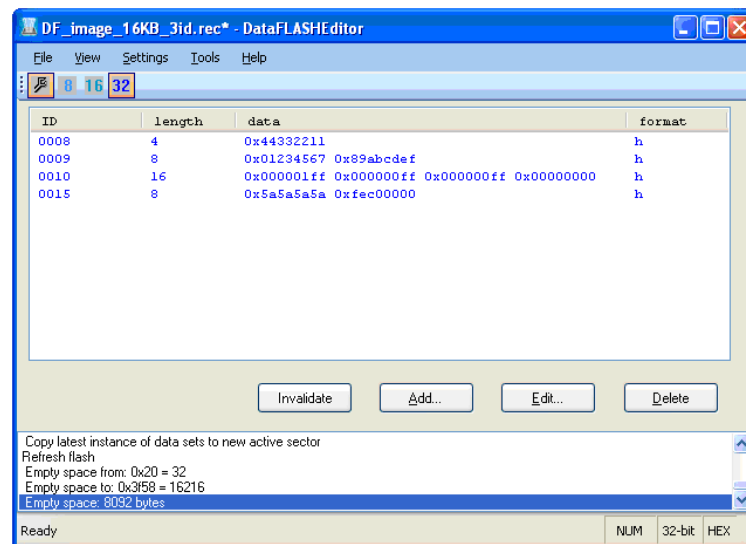 DF_image_16KB_3id.rec* - DataFLASHEditor
File View Settings Tools Help
8 16 32
ID length data format
0008 4 0x44332211 h
0009 8 0x01234567 0x89abcdef h
0010 16 0x000001ff 0x000000ff 0x000000ff 0x00000000 h
0015 8 0x5a5a5a5a 0xfec00000 h
Invalidate Add... Edit... Delete
Copy latest instance of data sets to new active sector
Refresh flash
Empty space from: 0x20 = 32
Empty space to: 0x3f58 = 16216
Empty space: 8092 bytes
Ready NUM 32-bit HEX